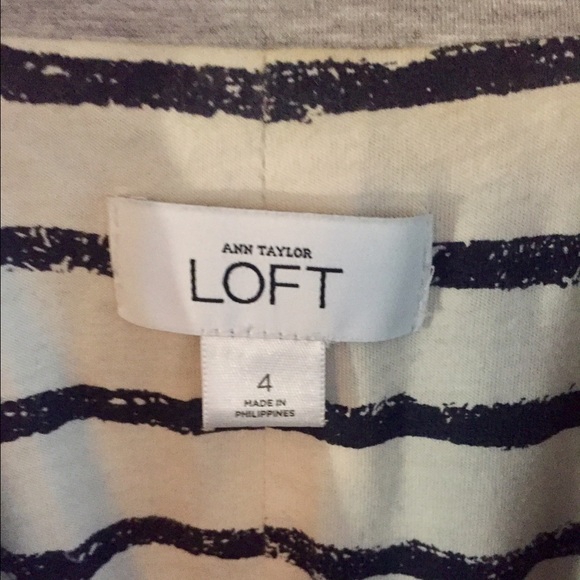 ANN TAYLOR
LOFT
4
MADE IN
PHILIPPINES